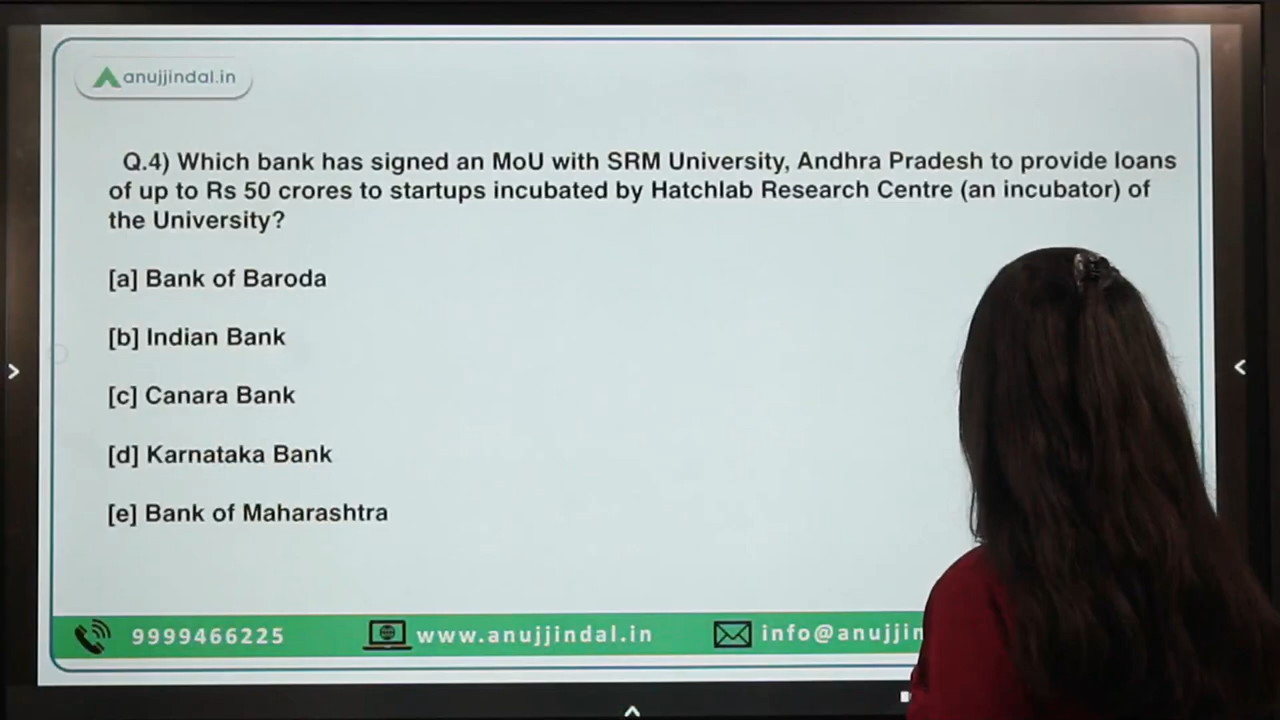 anujjindal.in
Q.4) Which bank has signed an MoU with SRM University, Andhra Pradesh to provide loans
of up to Rs 50 crores to startups incubated by Hatchlab Research Centre (an incubator) of
the University?
[a] Bank of Baroda
[b] Indian Bank
[c] Canara Bank
[d] Karnataka Bank
[e] Bank of Maharashtra
9999466225
www.anujjindal.in
info@anujjin